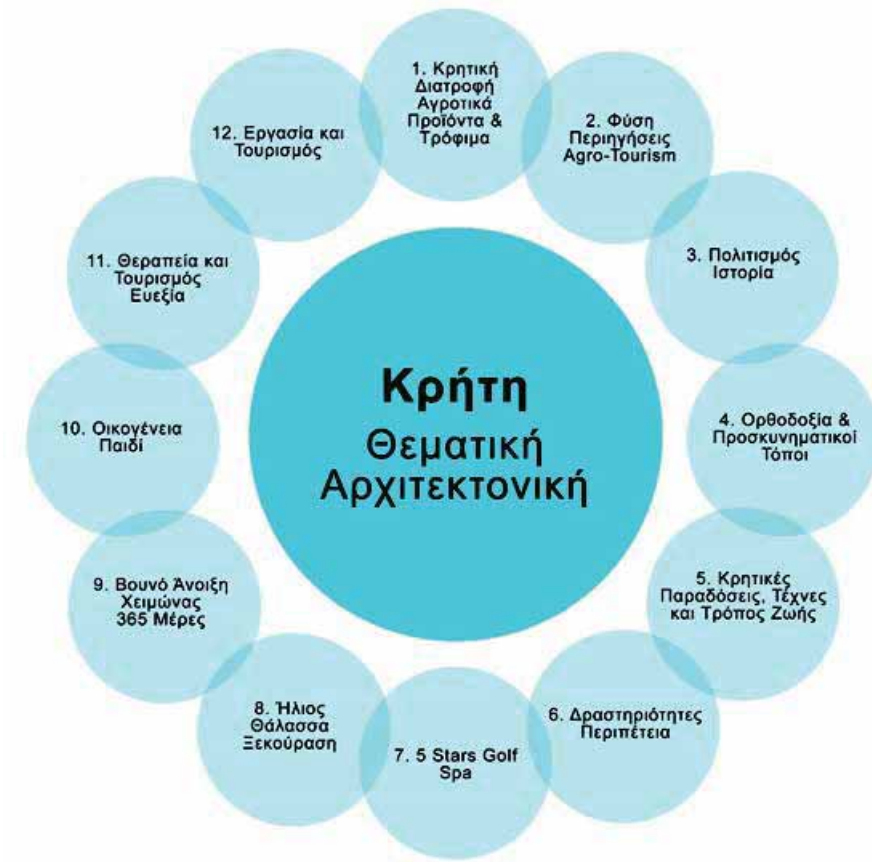 Κρήτη
Θεματική
Αρχιτεκτονική
1. Κρητική
Διατροφή
Αγροτικά
Προϊόντα &
Τρόφιμα
2. Φύση
Περιηγήσεις
Agro-Tourism
3. Πολιτισμός
Ιστορία
4. Ορθοδοξία &
Προσκυνηματικοί
Τόποι
5. Κρητικές
Παραδόσεις, Τέχνες
και Τρόπος Ζωής
6. Δραστηριότητες
Περιπέτεια
7. 5 Stars Golf
Spa
8. Ήλιος
Θάλασσα
Ξεκούραση
9. Βουνό Άνοιξη
Χειμώνας
365 Μέρες
10. Οικογένεια
Παιδί
11. Θεραπεία και
Τουρισμός
Ευεξία
12. Εργασία και
Τουρισμός